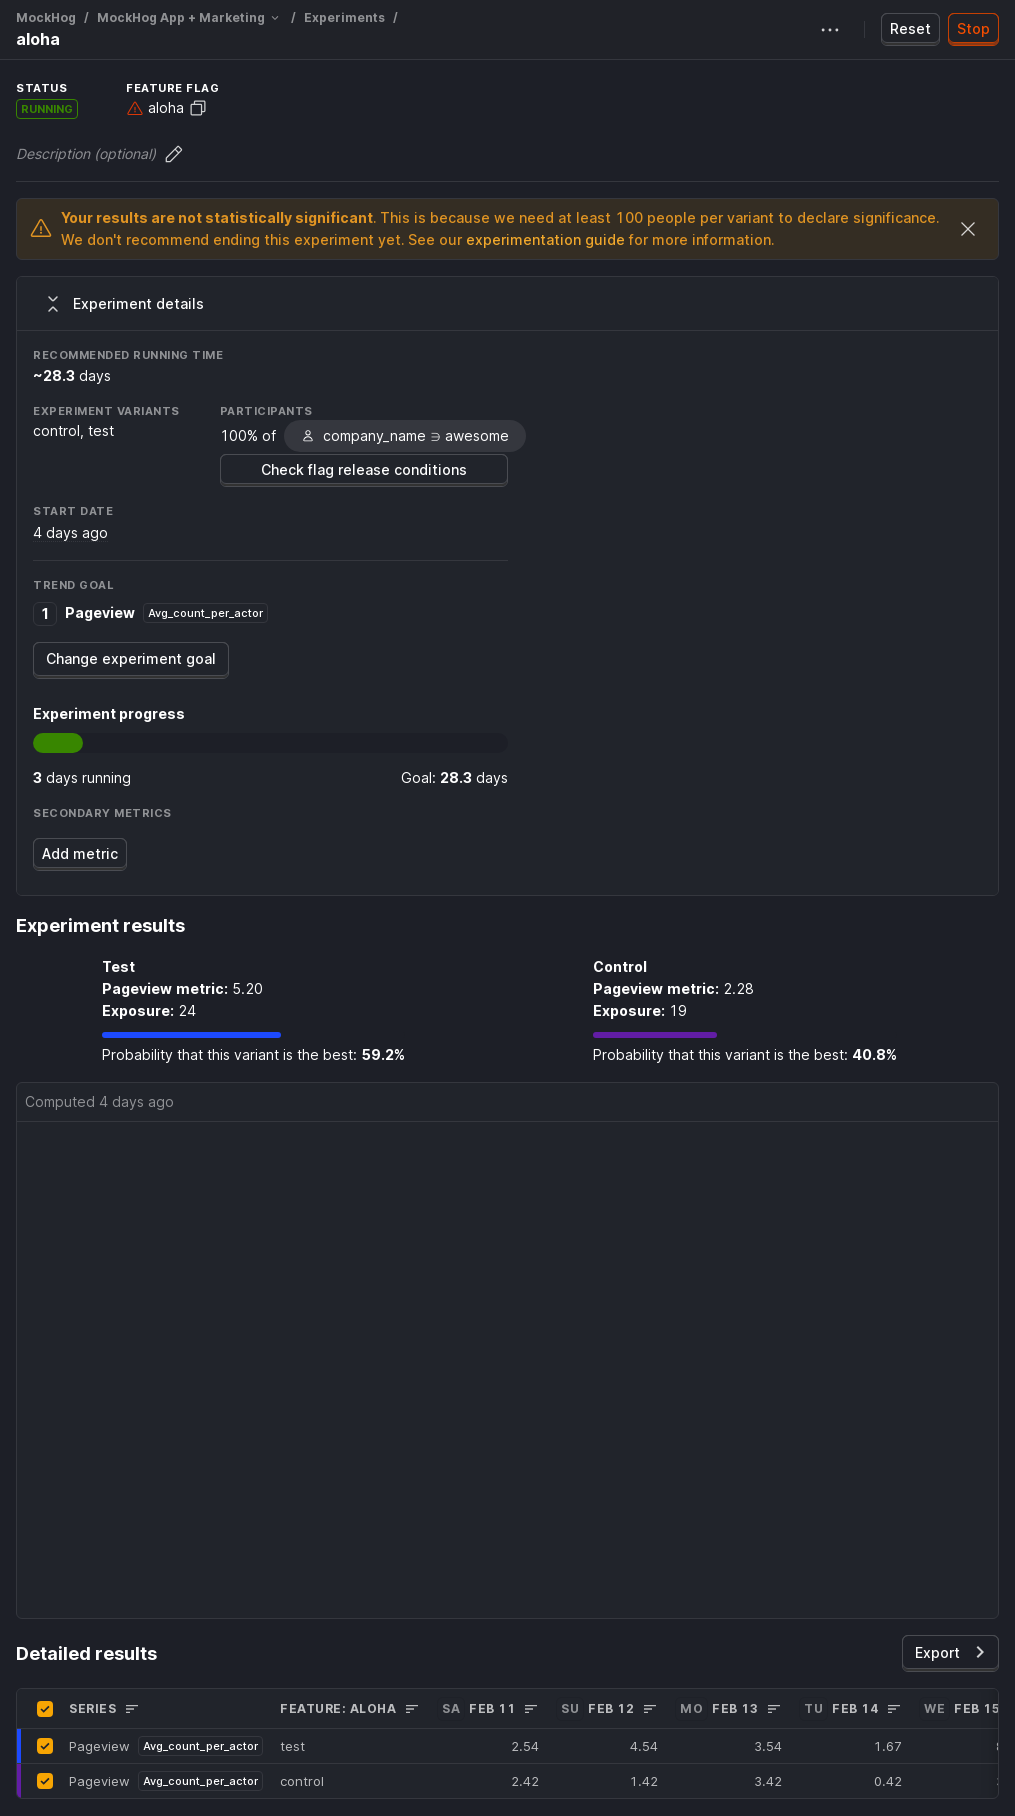 MockHog / MockHog App + Marketing / Experiments /
aloha
Reset
Stop
STATUS
FEATURE FLAG
RUNNING
aloha
Description (optional)
Your results are not statistically significant. This is because we need at least 100 people per variant to declare significance.
We don't recommend ending this experiment yet. See our experimentation guide for more information.
Experiment details
RECOMMENDED RUNNING TIME
~28.3 days
EXPERIMENT VARIANTS
PARTICIPANTS
control, test
100% of company_name ∋ awesome
Check flag release conditions
START DATE
4 days ago
TREND GOAL
1 Pageview Avg_count_per_actor
Change experiment goal
Experiment progress
3 days running
Goal: 28.3 days
SECONDARY METRICS
Add metric
Experiment results
Test
Pageview metric: 5.20
Exposure: 24
Probability that this variant is the best: 59.2%
Control
Pageview metric: 2.28
Exposure: 19
Probability that this variant is the best: 40.8%
Computed 4 days ago
Detailed results
Export
SERIES FEATURE: ALOHA SA FEB 11 SU FEB 12 MO FEB 13 TU FEB 14 WE FEB 15
Pageview Avg_count_per_actor test 2.54 4.54 3.54 1.67
Pageview Avg_count_per_actor control 2.42 1.42 3.42 0.42